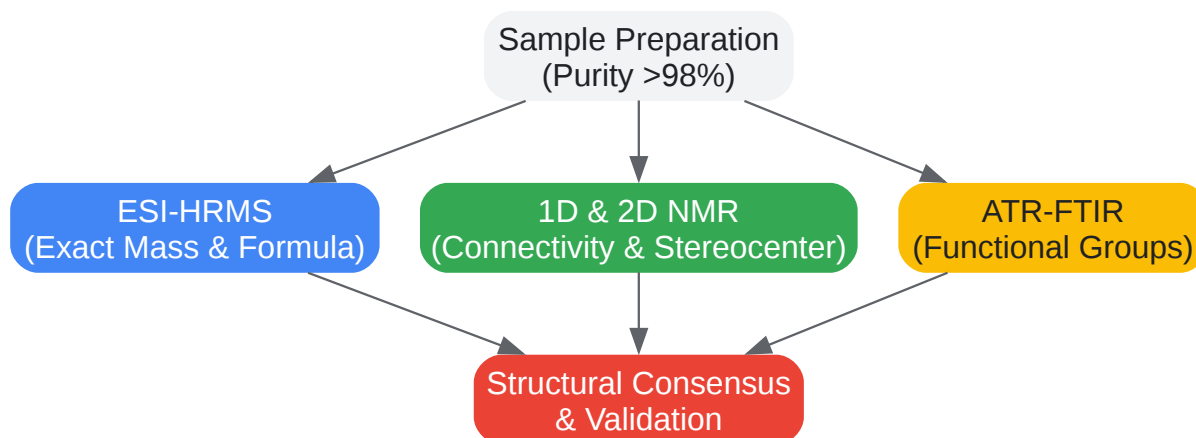 Sample Preparation
(Purity >98%)
ESI-HRMS
(Exact Mass & Formula)
1D & 2D NMR
(Connectivity & Stereocenter)
ATR-FTIR
(Functional Groups)
Structural Consensus
& Validation